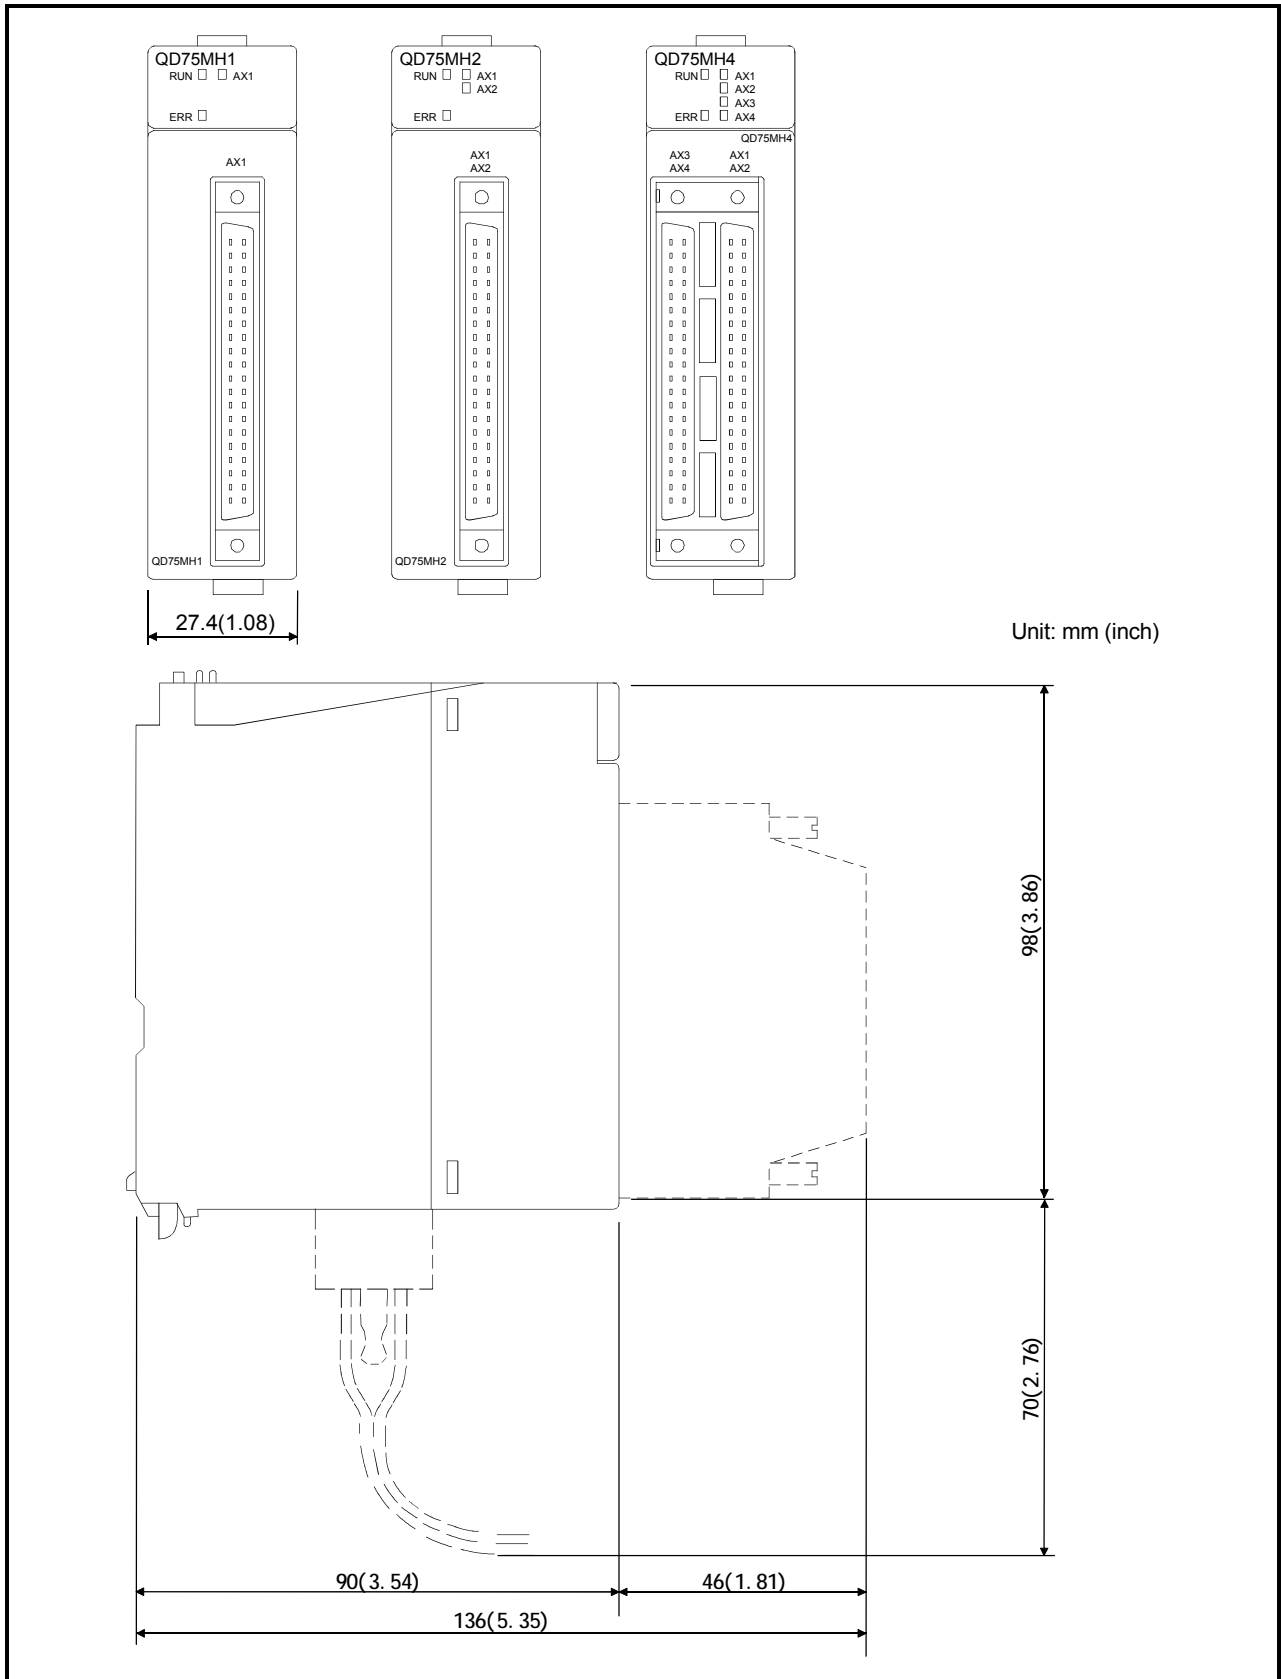 QD75MH1
RUN AX1
ERR
AX1
QD75MH1
QD75MH2
RUN AX1
AX2
ERR
AX1
AX2
QD75MH2
QD75MH4
RUN AX1
AX2
AX3
ERR AX4
QD75MH4
AX3 AX1
AX4 AX2
27.4(1.08)
Unit: mm (inch)
98(3.86)
70(2.76)
90(3.54)
46(1.81)
136(5.35)